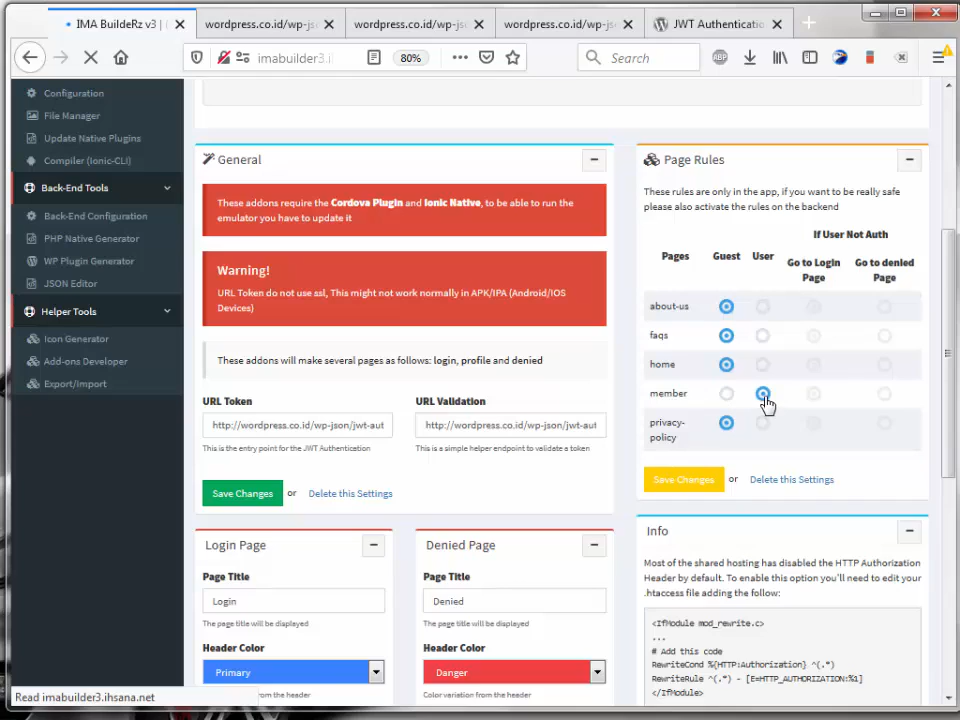 IMA BuildeRz v3 | (
wordpress.co.id/wp-js
wordpress.co.id/wp-js
wordpress.co.id/wp-js
JWT Authenticatio
imabuilder3.i
80%
Search
ABP
Configuration
File Manager
Update Native Plugins
Compiler (Ionic-CLI)
Back-End Tools
Back-End Configuration
PHP Native Generator
WP Plugin Generator
JSON Editor
Helper Tools
Icon Generator
Add-ons Developer
Export/Import
General
These addons require the Cordova Plugin and Ionic Native, to be able to run the
emulator you have to update it
Warning!
URL Token do not use ssl, This might not work normally in APK/IPA (Android/IOS
Devices)
These addons will make several pages as follows: login, profile and denied
URL Token
URL Validation
http://wordpress.co.id/wp-json/jwt-aut
http://wordpress.co.id/wp-json/jwt-aut
This is the entry point for the JWT Authentication
This is a simple helper endpoint to validate a token
Save Changes or Delete this Settings
Login Page
Page Title
Login
The page title will be displayed
Header Color
Primary
from the header
Denied Page
Page Title
Denied
The page title will be displayed
Header Color
Danger
Color variation from the header
Page Rules
These rules are only in the app, if you want to be really safe
please also activate the rules on the backend
If User Not Auth
Pages Guest User Go to Login Page Go to denied Page
about-us
faqs
home
member
privacy-
policy
Save Changes or Delete this Settings
Info
Most of the shared hosting has disabled the HTTP Authorization
Header by default. To enable this option you'll need to edit your
.htaccess file adding the follow:
<IfModule mod_rewrite.c>
...
# Add this code
RewriteCond %{HTTP:Authorization} ^(.*)
RewriteRule ^(.*) - [E=HTTP_AUTHORIZATION:%1]
</IfModule>
Read imabuilder3.ihsana.net